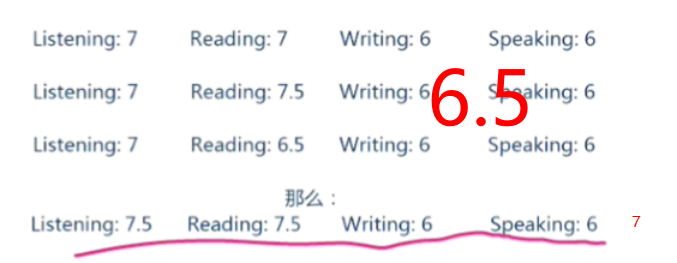 Listening: 7 Reading: 7 Writing: 6 Speaking: 6
Listening: 7 Reading: 7.5 Writing: 6 Speaking: 6
6.5
Listening: 7 Reading: 6.5 Writing: 6 Speaking: 6
那么：
Listening: 7.5 Reading: 7.5 Writing: 6 Speaking: 6 7